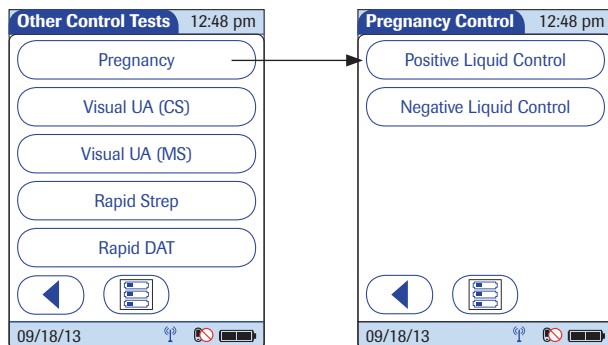 Other Control Tests 12:48 pm
Pregnancy
Visual UA (CS)
Visual UA (MS)
Rapid Strep
Rapid DAT
09/18/13
Pregnancy Control 12:48 pm
Positive Liquid Control
Negative Liquid Control
09/18/13